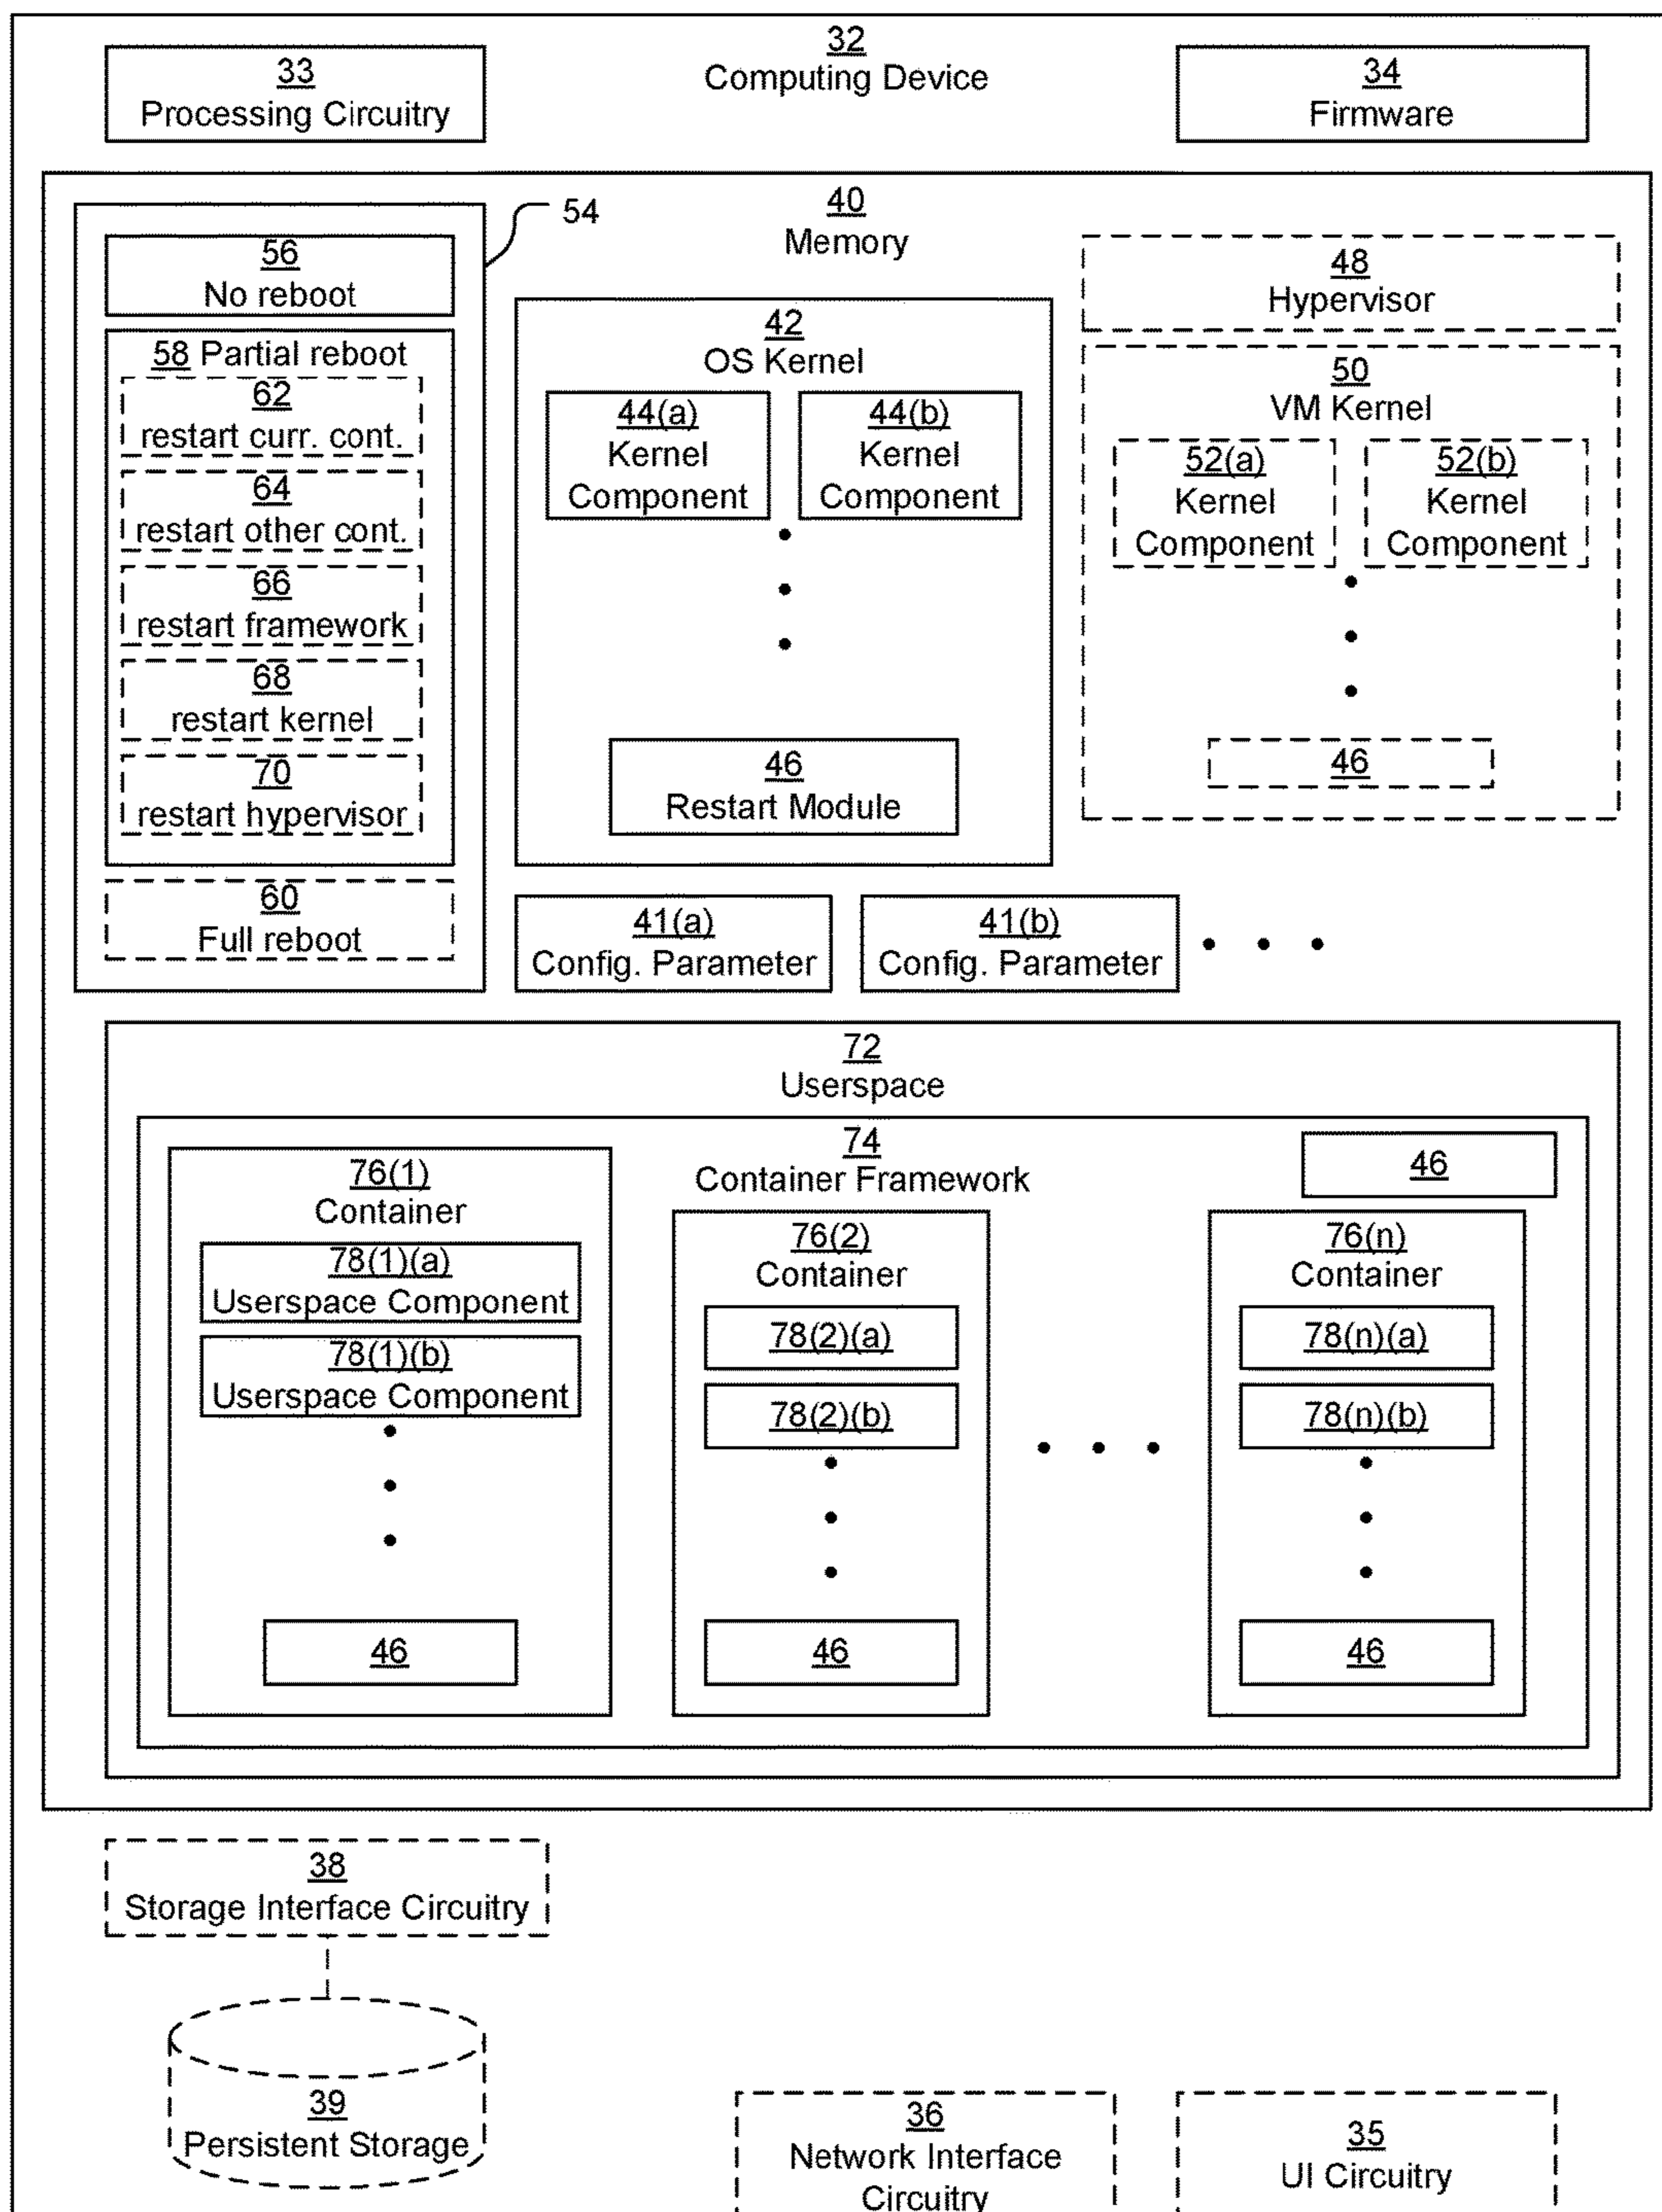 32
Computing Device
33
Processing Circuitry
34
Firmware
40
Memory
54
56
No reboot
58 Partial reboot
62
restart curr. cont.
64
restart other cont.
66
restart framework
68
restart kernel
70
restart hypervisor
60
Full reboot
42
OS Kernel
44(a)
Kernel
Component
44(b)
Kernel
Component
46
Restart Module
48
Hypervisor
50
VM Kernel
52(a)
Kernel
Component
52(b)
Kernel
Component
46
41(a)
Config. Parameter
41(b)
Config. Parameter
72
Userspace
74
Container Framework
46
76(1)
Container
78(1)(a)
Userspace Component
78(1)(b)
Userspace Component
46
76(2)
Container
78(2)(a)
78(2)(b)
46
76(n)
Container
78(n)(a)
78(n)(b)
46
38
Storage Interface Circuitry
39
Persistent Storage
36
Network Interface
Circuitry
35
UI Circuitry